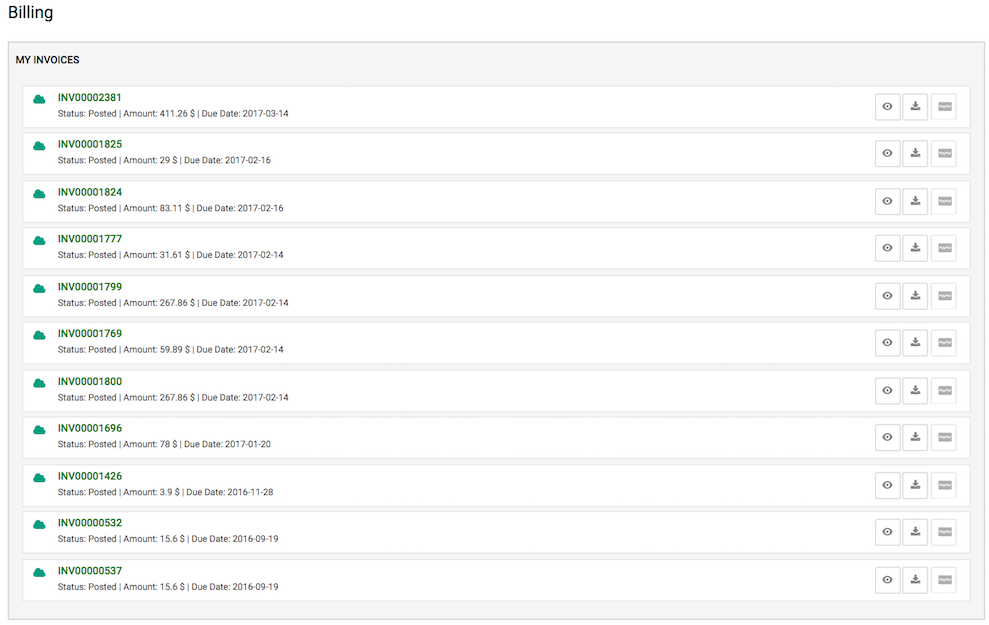 Billing
MY INVOICES
INV00002381
Status: Posted | Amount: 411.26 $ | Due Date: 2017-03-14
INV00001825
Status: Posted | Amount: 29 $ | Due Date: 2017-02-16
INV00001824
Status: Posted | Amount: 83.11 $ | Due Date: 2017-02-16
INV00001777
Status: Posted | Amount: 31.61 $ | Due Date: 2017-02-14
INV00001799
Status: Posted | Amount: 267.86 $ | Due Date: 2017-02-14
INV00001769
Status: Posted | Amount: 59.89 $ | Due Date: 2017-02-14
INV00001800
Status: Posted | Amount: 267.86 $ | Due Date: 2017-02-14
INV00001696
Status: Posted | Amount: 78 $ | Due Date: 2017-01-20
INV00001426
Status: Posted | Amount: 3.9 $ | Due Date: 2016-11-28
INV00000532
Status: Posted | Amount: 15.6 $ | Due Date: 2016-09-19
INV00000537
Status: Posted | Amount: 15.6 $ | Due Date: 2016-09-19